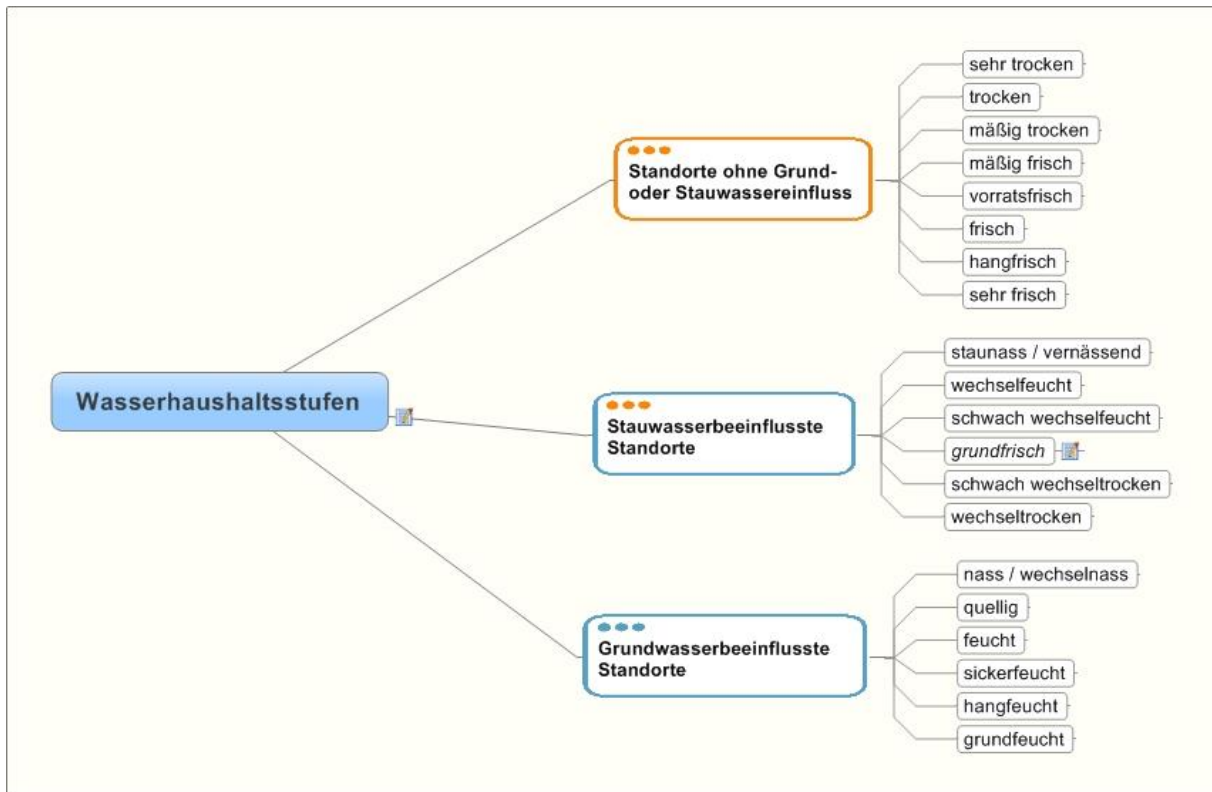 Wasserhaushaltsstufen
Standorte ohne Grund-
oder Stauwassereinfluss
sehr trocken
trocken
mäßig trocken
mäßig frisch
vorratsfrisch
frisch
hangfrisch
sehr frisch
Stauwasserbeeinflusste
Standorte
staunass / vernässend
wechselfeucht
schwach wechselfeucht
grundfrisch
schwach wechseltrocken
wechseltrocken
Grundwasserbeeinflusste
Standorte
nass / wechselnass
quellig
feucht
sickerfeucht
hangfeucht
grundfeucht